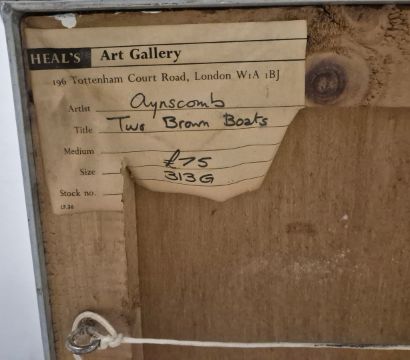 HEAL'S Art Gallery
196 Tottenham Court Road, London W1A 1BJ
Artist Aynscomb
Title Two Brown Boats
Medium
£75
Size 313G
Stock no.